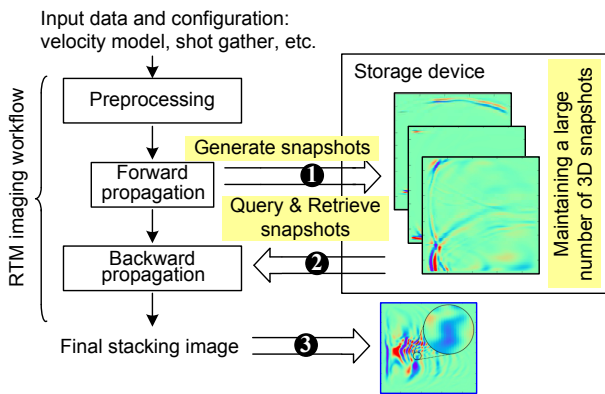 Input data and configuration:
velocity model, shot gather, etc.
RTM imaging workflow
Preprocessing
Forward
propagation
Backward
propagation
Final stacking image
Generate snapshots
1
Query & Retrieve
snapshots
2
3
Storage device
Maintaining a large
number of 3D snapshots